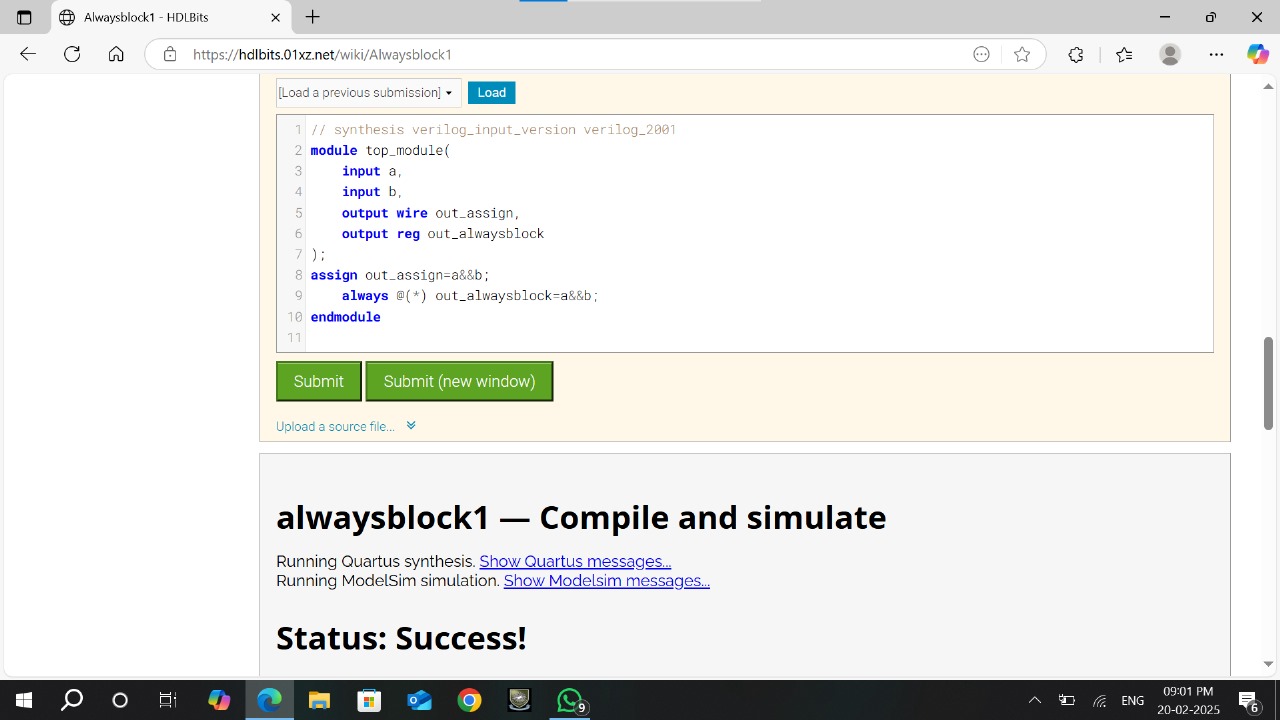 Alwaysblock1 - HDLBits
https://hdlbits.01xz.net/wiki/Alwaysblock1
[Load a previous submission]
Load
1 // synthesis verilog_input_version verilog_2001
2 module top_module(
3 input a,
4 input b,
5 output wire out_assign,
6 output reg out_alwaysblock
7 );
8 assign out_assign=a&&b;
9 always @(*) out_alwaysblock=a&&b;
10 endmodule
11
Submit
Submit (new window)
Upload a source file...
alwaysblock1 — Compile and simulate
Running Quartus synthesis. Show Quartus messages...
Running ModelSim simulation. Show Modelsim messages...
Status: Success!
9
ENG
09:01 PM
20-02-2025
6